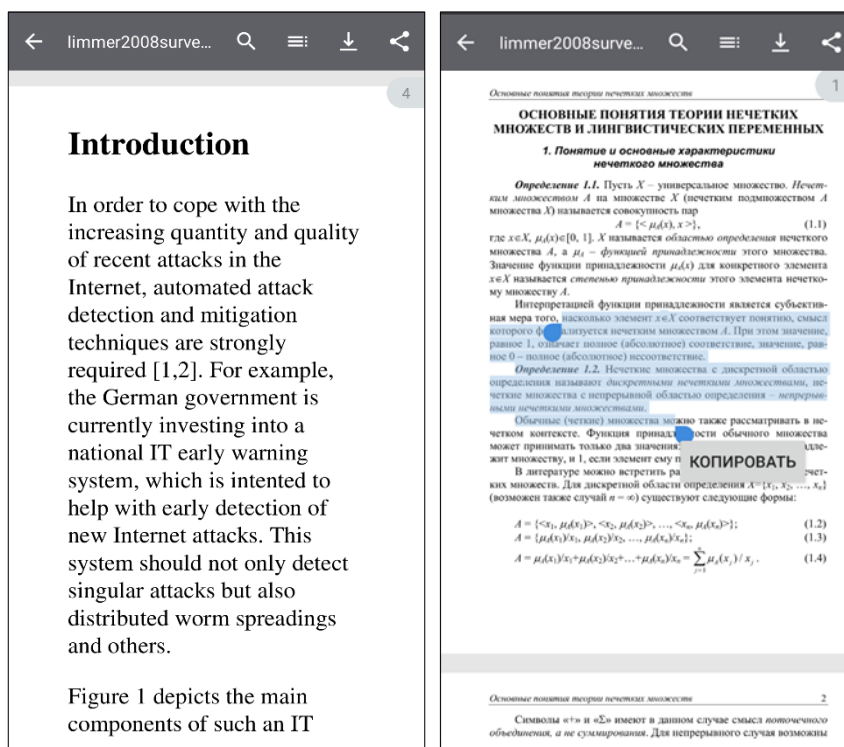 limmer2008surve...
4
Introduction
In order to cope with the
increasing quantity and quality
of recent attacks in the
Internet, automated attack
detection and mitigation
techniques are strongly
required [1,2]. For example,
the German government is
currently investing into a
national IT early warning
system, which is intented to
help with early detection of
new Internet attacks. This
system should not only detect
singular attacks but also
distributed worm spreadings
and others.
Figure 1 depicts the main
components of such an IT
limmer2008surve...
1
Основные понятия теории нечетких множеств
ОСНОВНЫЕ ПОНЯТИЯ ТЕОРИИ НЕЧЕТКИХ
МНОЖЕСТВ И ЛИНГВИСТИЧЕСКИХ ПЕРЕМЕННЫХ
1. Понятие и основные характеристики
нечеткого множества
Определение 1.1. Пусть X – универсальное множество. Нечет-
ким множеством A на множестве X (нечетким подмножеством A
множества X) называется совокупность пар
A = {< μA(x), x >}, (1.1)
где x∈X, μA(x)∈[0, 1]. X называется областью определения нечеткого
множества A, а μA – функцией принадлежности этого множества.
Значение функции принадлежности μA(x) для конкретного элемента
x∈X называется степенью принадлежности этого элемента нечетко-
му множеству A.
Интерпретацией функции принадлежности является субъектив-
ная мера того, насколько элемент x∈X соответствует понятию, смысл
которого ф ализуется нечетким множеством A. При этом значение,
равное 1, означает полное (абсолютное) соответствие, значение, рав-
ное 0 – полное (абсолютное) несоответствие.
Определение 1.2. Нечеткие множества с дискретной областью
определения называют дискретными нечеткими множествами, не-
четкие множества с непрерывной областью определения – непрерыв-
ными нечеткими множествами.
Обычные (четкие) множества можно также рассматривать в не-
четком контексте. Функция принадл ости обычного множества
может принимать только два значения: адле-
жит множеству, и 1, если элемент ему п
КОПИРОВАТЬ
В литературе можно встретить ра ечет-
ких множеств. Для дискретной области определения X={x1, x2, …, xn}
(возможен также случай n = ∞) существуют следующие формы:
A = {<x1, μA(x1)>, <x2, μA(x2)>, …, <xn, μA(xn)>}; (1.2)
A = {μA(x1)/x1, μA(x2)/x2, …, μA(xn)/xn}; (1.3)
A = μA(x1)/x1+μA(x2)/x2+…+μA(xn)/xn = ∑ μA(xj) / xj . (1.4)
j=1
Основные понятия теории нечетких множеств 2
Символы «+» и «Σ» имеют в данном случае смысл поточечного
объединения, а не суммирования. Для непрерывного случая возможны